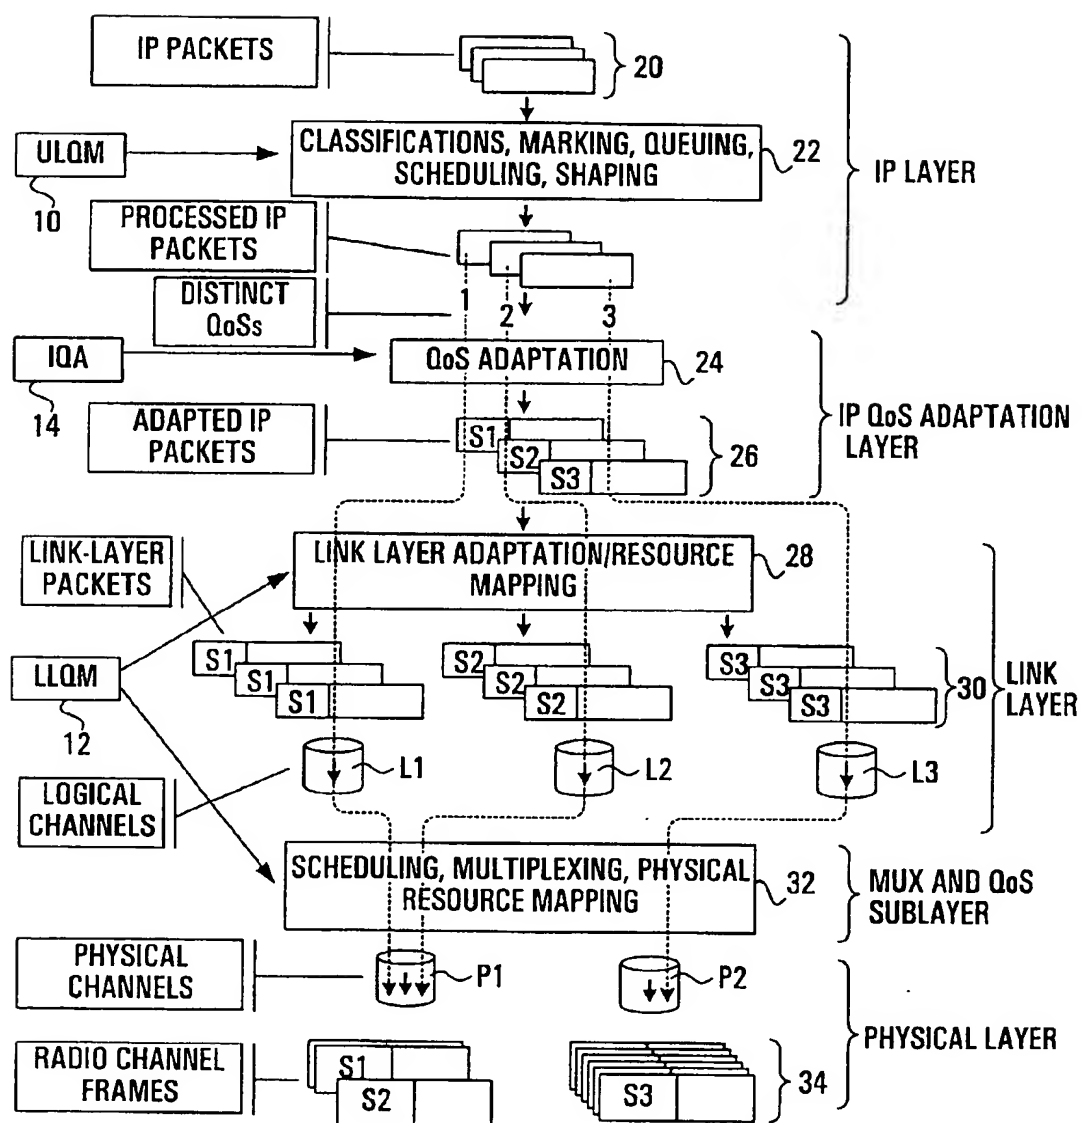 IP PACKETS
20
ULQM
10
CLASSIFICATIONS, MARKING, QUEUING,
SCHEDULING, SHAPING
22
IP LAYER
PROCESSED IP
PACKETS
DISTINCT
QoSs
1
2
3
IQA
14
QoS ADAPTATION
24
ADAPTED IP
PACKETS
S1
S2
S3
26
IP QoS ADAPTATION
LAYER
LINK-LAYER
PACKETS
LINK LAYER ADAPTATION/RESOURCE
MAPPING
28
LLQM
12
S1
S1
S1
S2
S2
S2
S3
S3
S3
30
LINK
LAYER
LOGICAL
CHANNELS
L1
L2
L3
SCHEDULING, MULTIPLEXING, PHYSICAL
RESOURCE MAPPING
32
MUX AND QoS
SUBLAYER
PHYSICAL
CHANNELS
P1
P2
PHYSICAL LAYER
RADIO CHANNEL
FRAMES
S1
S2
S3
34